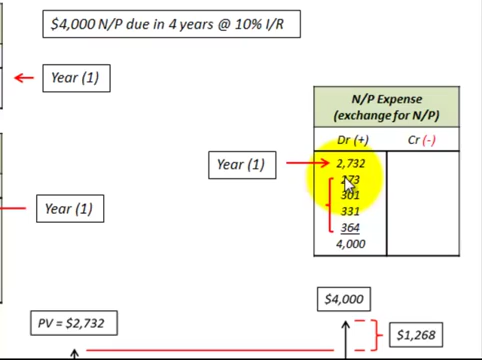 $4,000 N/P due in 4 years @ 10% I/R
Year (1)
N/P Expense
(exchange for N/P)
Dr (+) Cr (-)
Year (1)
2,732
273
301
331
364
4,000
Year (1)
$4,000
PV = $2,732
$1,268